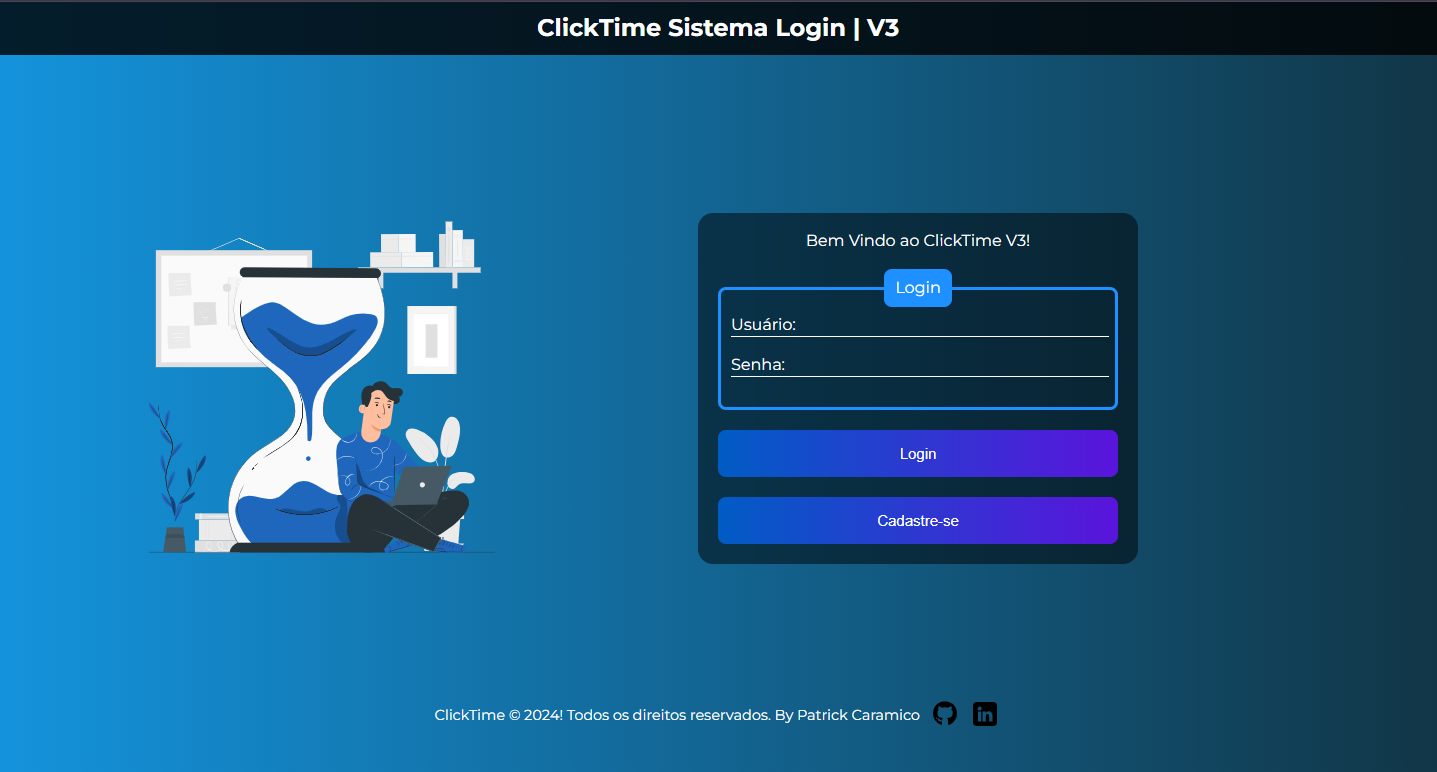 ClickTime Sistema Login | V3
Bem Vindo ao ClickTime V3!
Login
Usuário:
Senha:
Login
Cadastre-se
ClickTime © 2024! Todos os direitos reservados. By Patrick Caramico
in